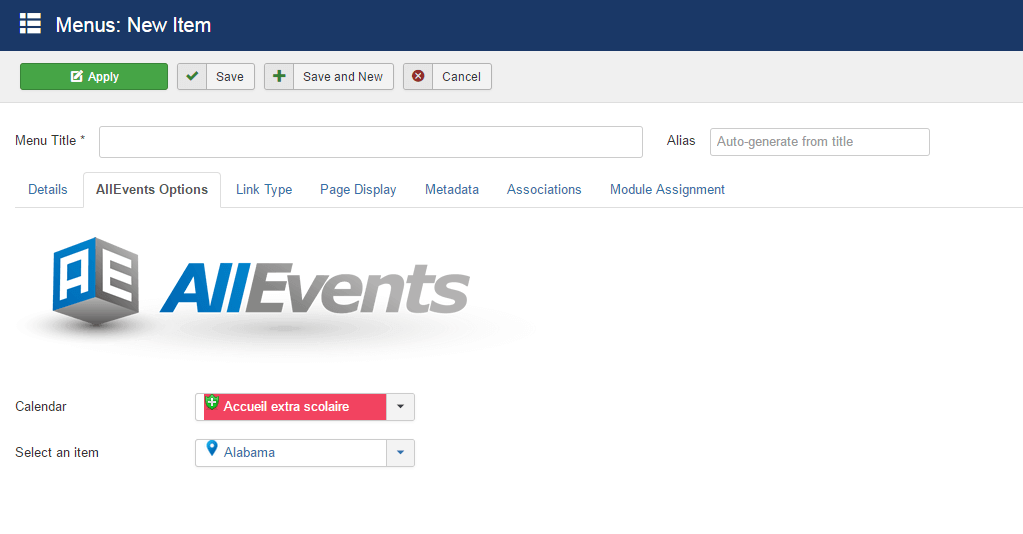 Menus: New Item
Apply Save Save and New Cancel
Menu Title * Alias Auto-generate from title
Details AllEvents Options Link Type Page Display Metadata Associations Module Assignment
AE AllEvents
Calendar Accueil extra scolaire
Select an item Alabama